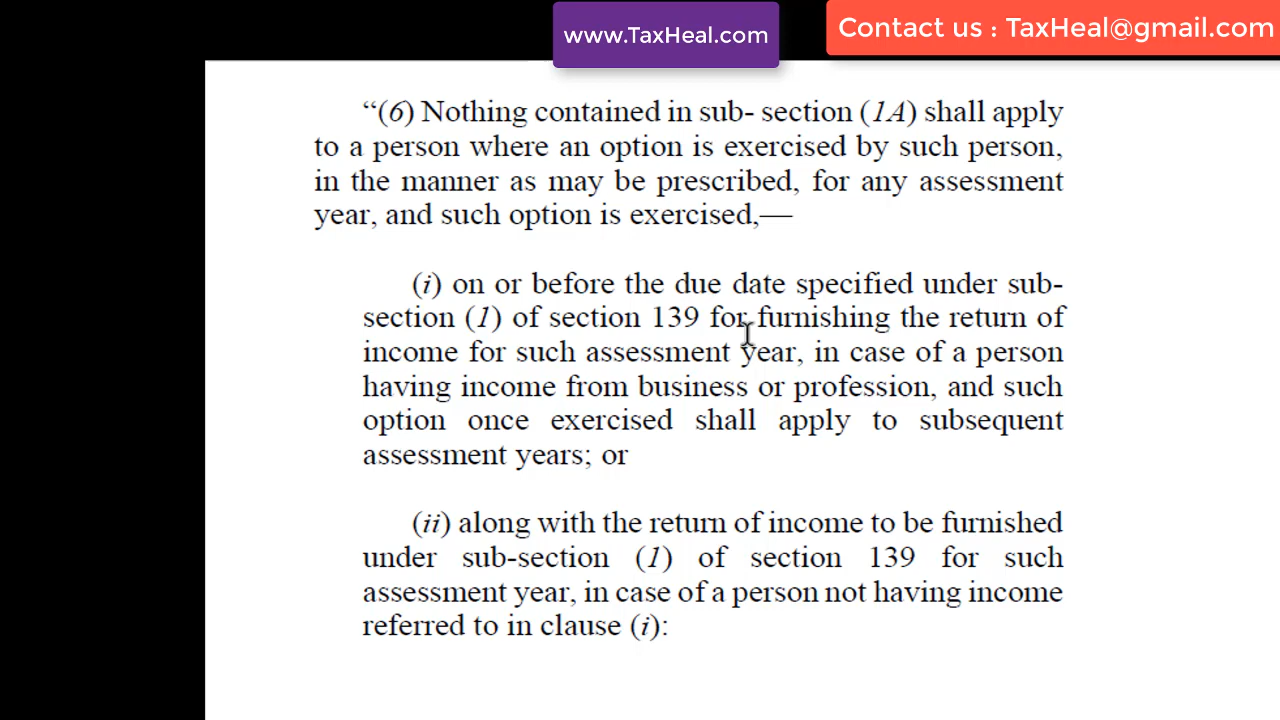 www.TaxHeal.com
Contact us : TaxHeal@gmail.com
“(6) Nothing contained in sub- section (1A) shall apply
to a person where an option is exercised by such person,
in the manner as may be prescribed, for any assessment
year, and such option is exercised,—
(i) on or before the due date specified under sub-
section (1) of section 139 for furnishing the return of
income for such assessment year, in case of a person
having income from business or profession, and such
option once exercised shall apply to subsequent
assessment years; or
(ii) along with the return of income to be furnished
under sub-section (1) of section 139 for such
assessment year, in case of a person not having income
referred to in clause (i):